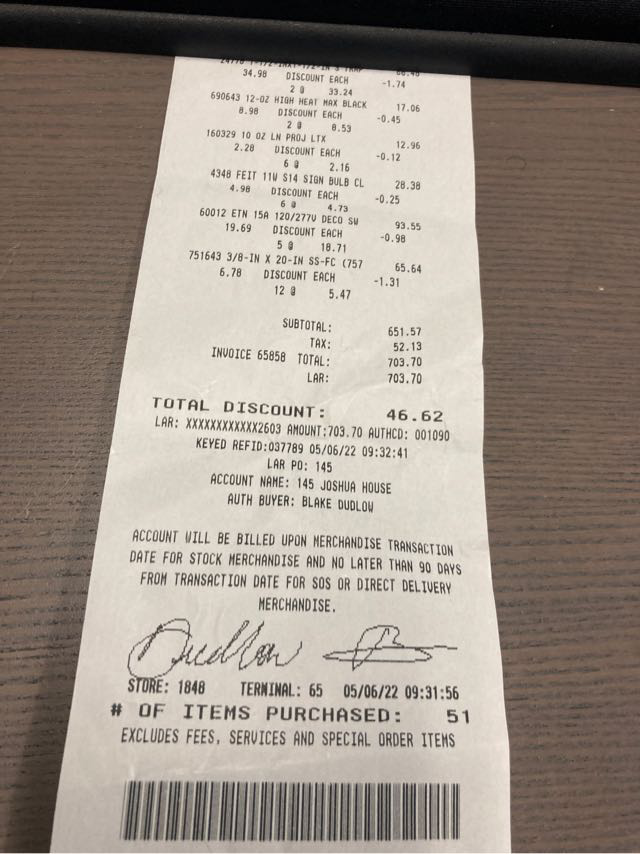 66.48
34.98 DISCOUNT EACH -1.74
2 @ 33.24
690643 12-OZ HIGH HEAT MAX BLACK 17.06
8.98 DISCOUNT EACH -0.45
2 @ 8.53
160329 10 OZ LN PROJ LTX 12.96
2.28 DISCOUNT EACH -0.12
6 @ 2.16
4348 FEIT 11W S14 SIGN BULB CL 28.38
4.98 DISCOUNT EACH -0.25
6 @ 4.73
60012 ETN 15A 120/277V DECO SW 93.55
19.69 DISCOUNT EACH -0.98
5 @ 18.71
751643 3/8-IN X 20-IN SS-FC (757 65.64
6.78 DISCOUNT EACH -1.31
12 @ 5.47
SUBTOTAL: 651.57
TAX: 52.13
INVOICE 65858 TOTAL: 703.70
LAR: 703.70
TOTAL DISCOUNT: 46.62
LAR: XXXXXXXXXXXX2603 AMOUNT:703.70 AUTHCD: 001090
KEYED REFID:037789 05/06/22 09:32:41
LAR PO: 145
ACCOUNT NAME: 145 JOSHUA HOUSE
AUTH BUYER: BLAKE DUDLOW
ACCOUNT WILL BE BILLED UPON MERCHANDISE TRANSACTION
DATE FOR STOCK MERCHANDISE AND NO LATER THAN 90 DAYS
FROM TRANSACTION DATE FOR SOS OR DIRECT DELIVERY
MERCHANDISE.
Dudlow B
STORE: 1848 TERMINAL: 65 05/06/22 09:31:56
# OF ITEMS PURCHASED: 51
EXCLUDES FEES, SERVICES AND SPECIAL ORDER ITEMS